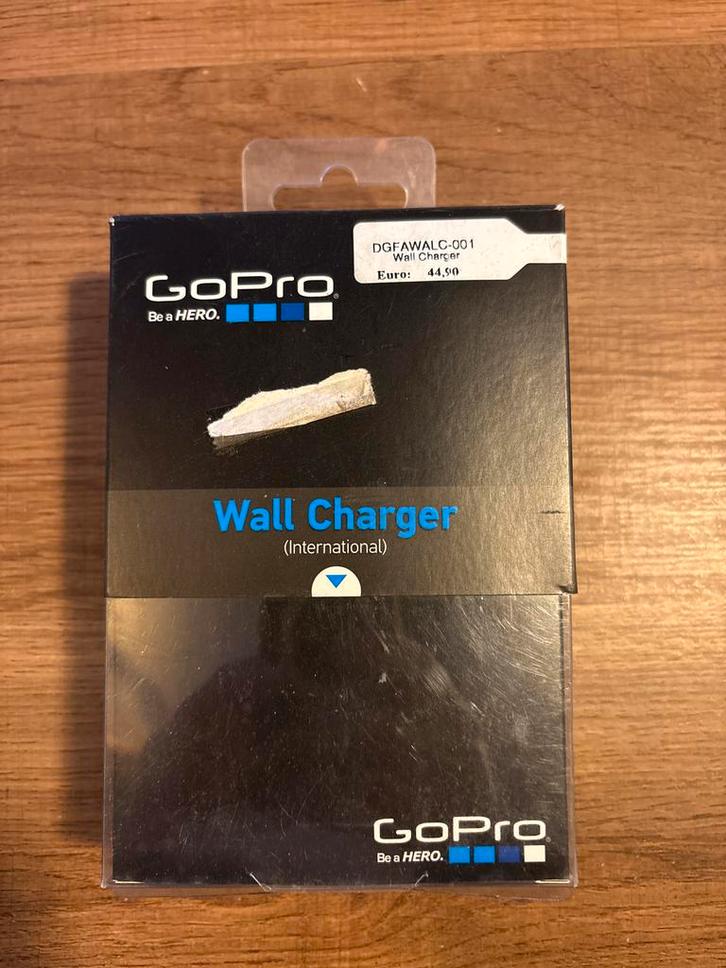 DGFAWALC-001
Wall Charger
Euro: 44,90
GoPro®
Be a HERO.
Wall Charger
(International)
GoPro®
Be a HERO.